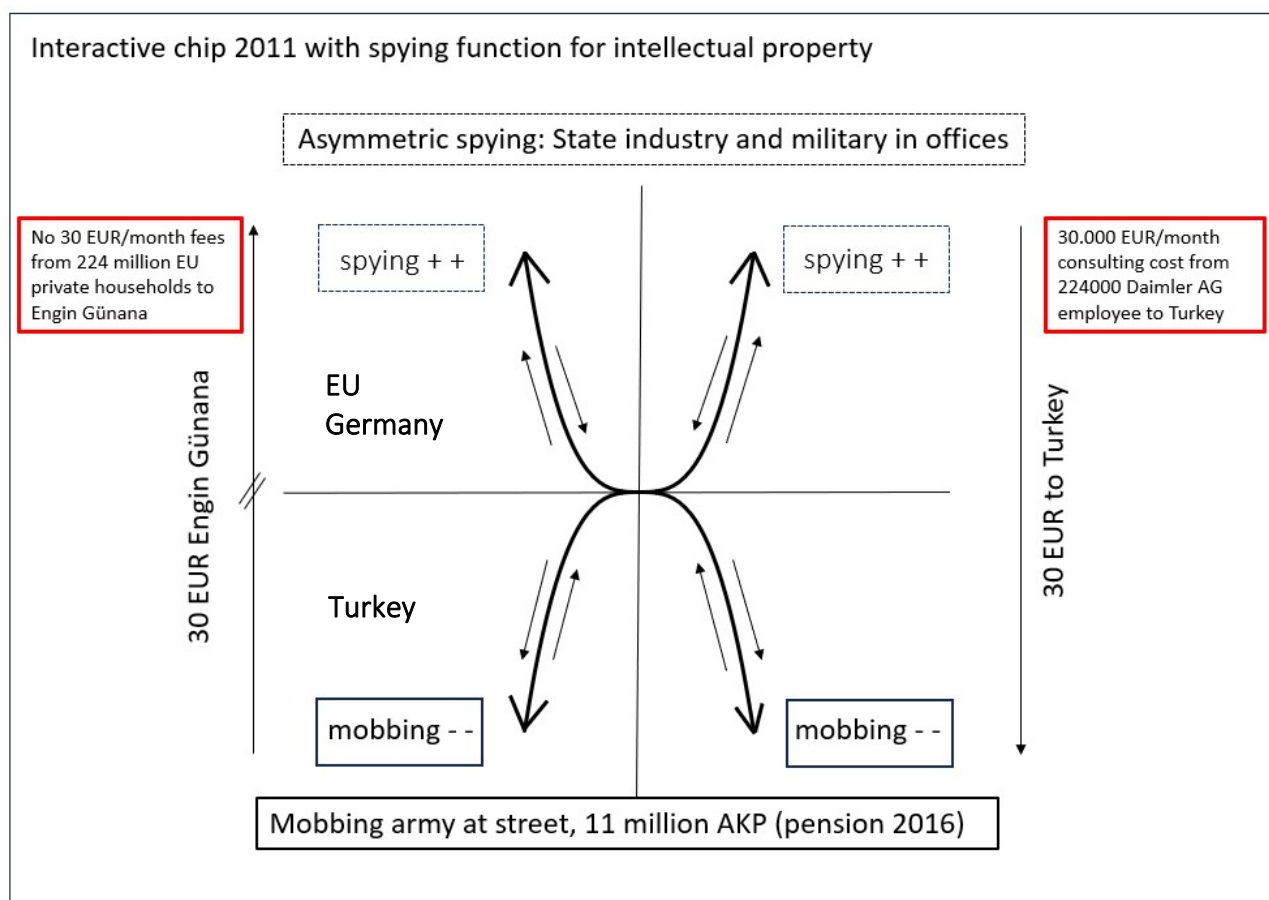 Interactive chip 2011 with spying function for intellectual property
Asymmetric spying: State industry and military in offices
No 30 EUR/month fees
from 224 million EU
private households to
Engin Günana
spying + +
spying + +
30.000 EUR/month
consulting cost from
224000 Daimler AG
employee to Turkey
30 EUR Engin Günana
EU
Germany
30 EUR to Turkey
Turkey
mobbing - -
mobbing - -
Mobbing army at street, 11 million AKP (pension 2016)